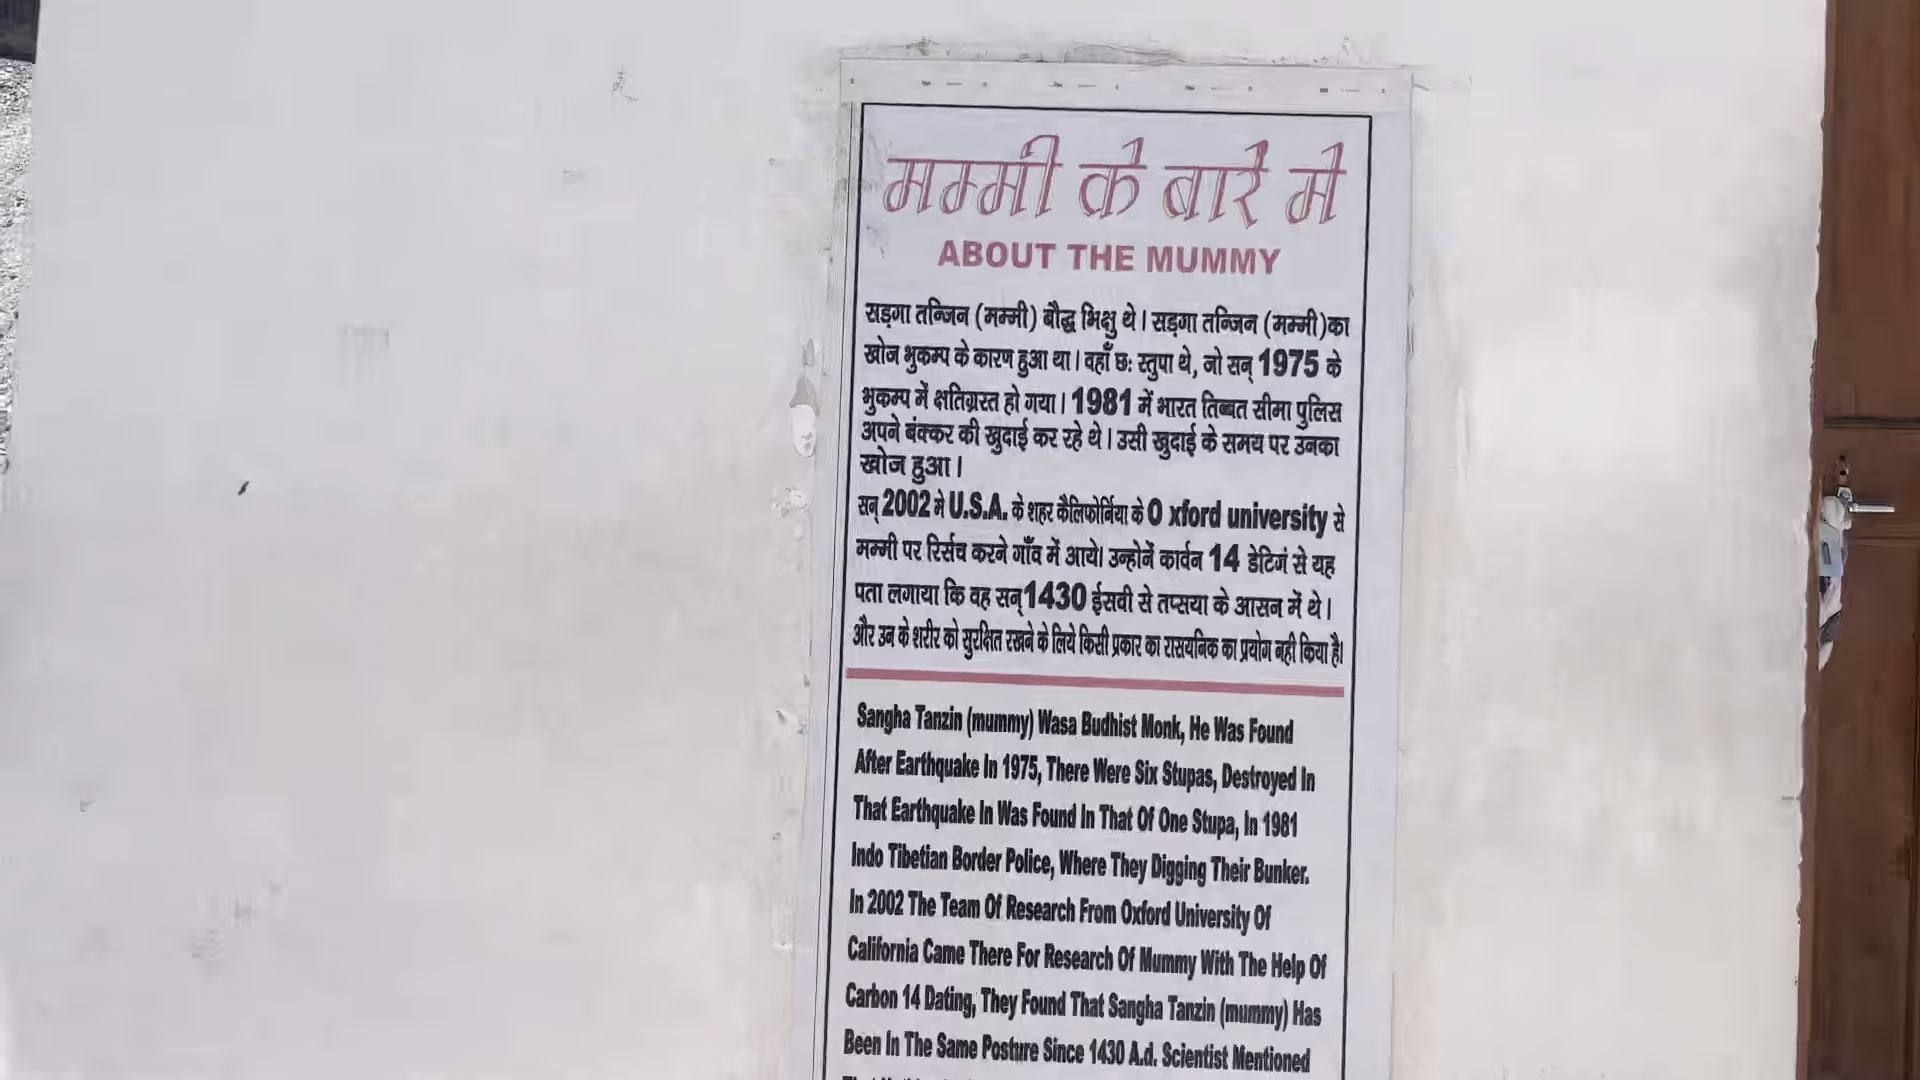 मम्मी के बारे मे
ABOUT THE MUMMY
सड़गा तन्जिन (मम्मी) बौद्ध भिक्षु थे। सड़गा तन्जिन (मम्मी)का
खोज भुकम्प के कारण हुआ था। वहाँ छः स्तुपा थे, जो सन् 1975 के
भुकम्प में क्षतिग्रस्त हो गया। 1981 में भारत तिब्बत सीमा पुलिस
अपने बंक्कर की खुदाई कर रहे थे। उसी खुदाई के समय पर उनका
खोज हुआ।
सन् 2002 मे U.S.A. के शहर कैलिफोर्निया के O xford university से
मम्मी पर रिर्सच करने गाँव में आये। उन्होनें कार्वन 14 डेटिजं से यह
पता लगाया कि वह सन्1430 ईसवी से तप्सया के आसन में थे।
और उन के शरीर को सुरक्षित रखने के लिये किसी प्रकार का रासयनिक का प्रयोग नही किया है।
Sangha Tanzin (mummy) Wasa Budhist Monk, He Was Found
After Earthquake In 1975, There Were Six Stupas, Destroyed In
That Earthquake In Was Found In That Of One Stupa, In 1981
Indo Tibetian Border Police, Where They Digging Their Bunker.
In 2002 The Team Of Research From Oxford University Of
California Came There For Research Of Mummy With The Help Of
Carbon 14 Dating, They Found That Sangha Tanzin (mummy) Has
Been In The Same Posture Since 1430 A.d. Scientist Mentioned